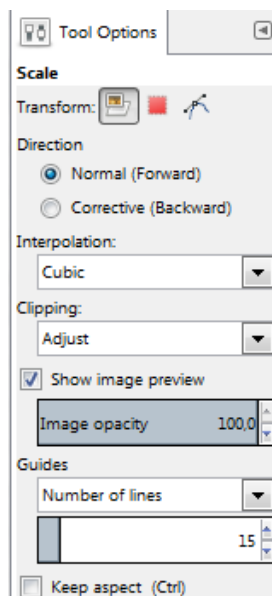 Tool Options
Scale
Transform:
Direction
Normal (Forward)
Corrective (Backward)
Interpolation:
Cubic
Clipping:
Adjust
Show image preview
Image opacity 100,0
Guides
Number of lines
15
Keep aspect (Ctrl)